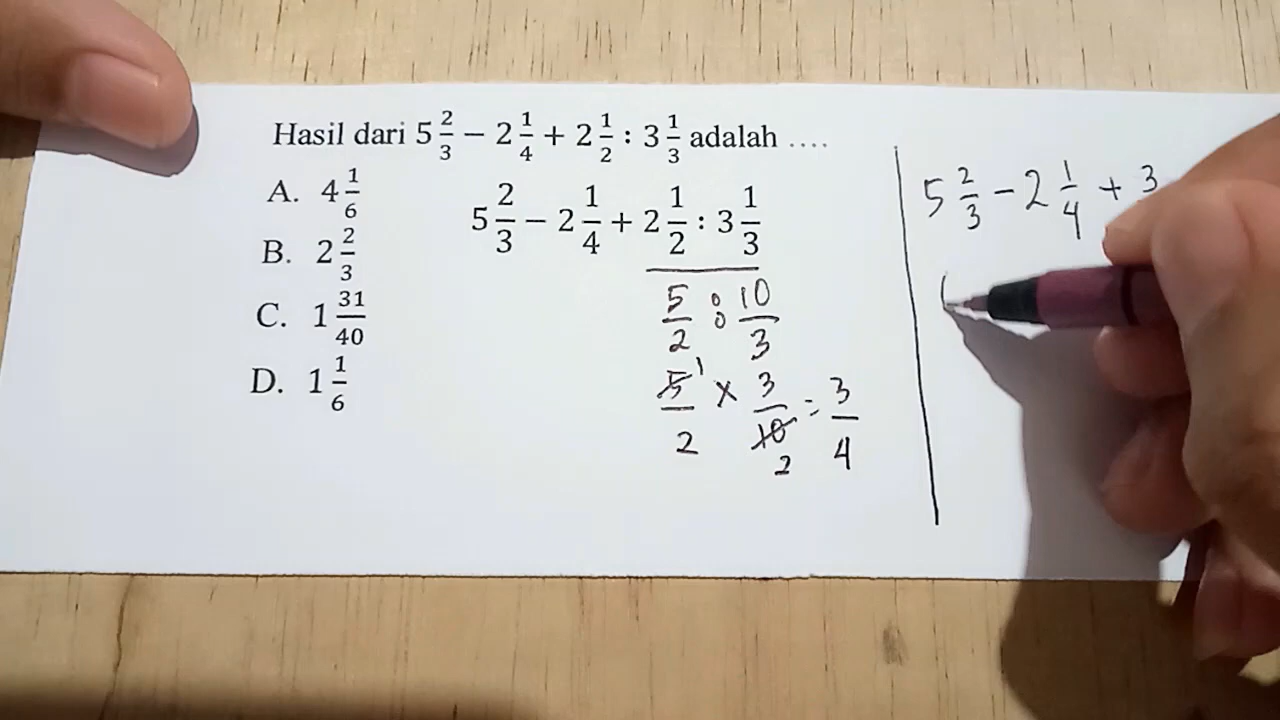 Hasil dari 5 2/3 − 2 1/4 + 2 1/2 : 3 1/3 adalah ....
A. 4 1/6
B. 2 2/3
C. 1 31/40
D. 1 1/6
5 2/3 − 2 1/4 + 2 1/2 : 3 1/3
5/2 : 10/3
5/2 1 × 3/10 2 = 3/4
5 2/3 − 2 1/4 + 3